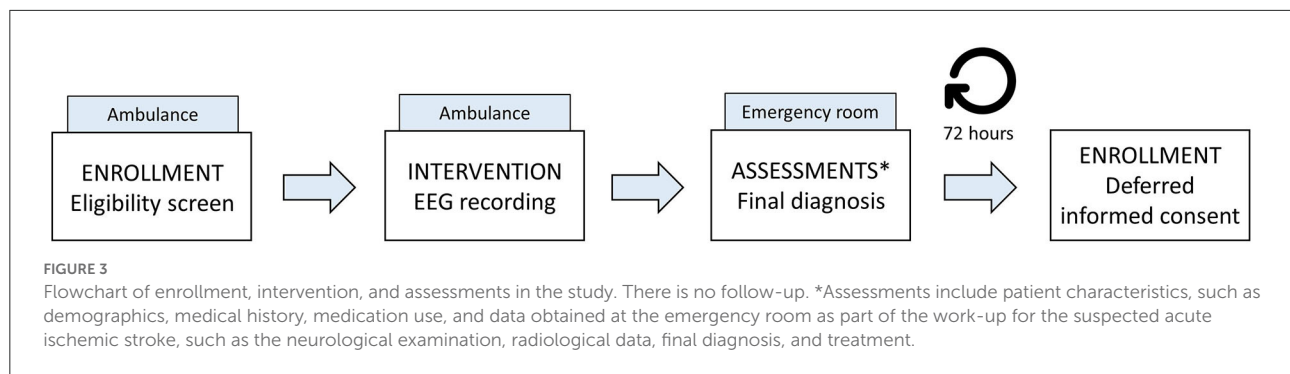 Ambulance
ENROLLMENT
Eligibility screen
Ambulance
INTERVENTION
EEG recording
Emergency room
ASSESSMENTS*
Final diagnosis
72 hours
ENROLLMENT
Deferred
informed consent
FIGURE 3
Flowchart of enrollment, intervention, and assessments in the study. There is no follow-up. *Assessments include patient characteristics, such as
demographics, medical history, medication use, and data obtained at the emergency room as part of the work-up for the suspected acute
ischemic stroke, such as the neurological examination, radiological data, final diagnosis, and treatment.